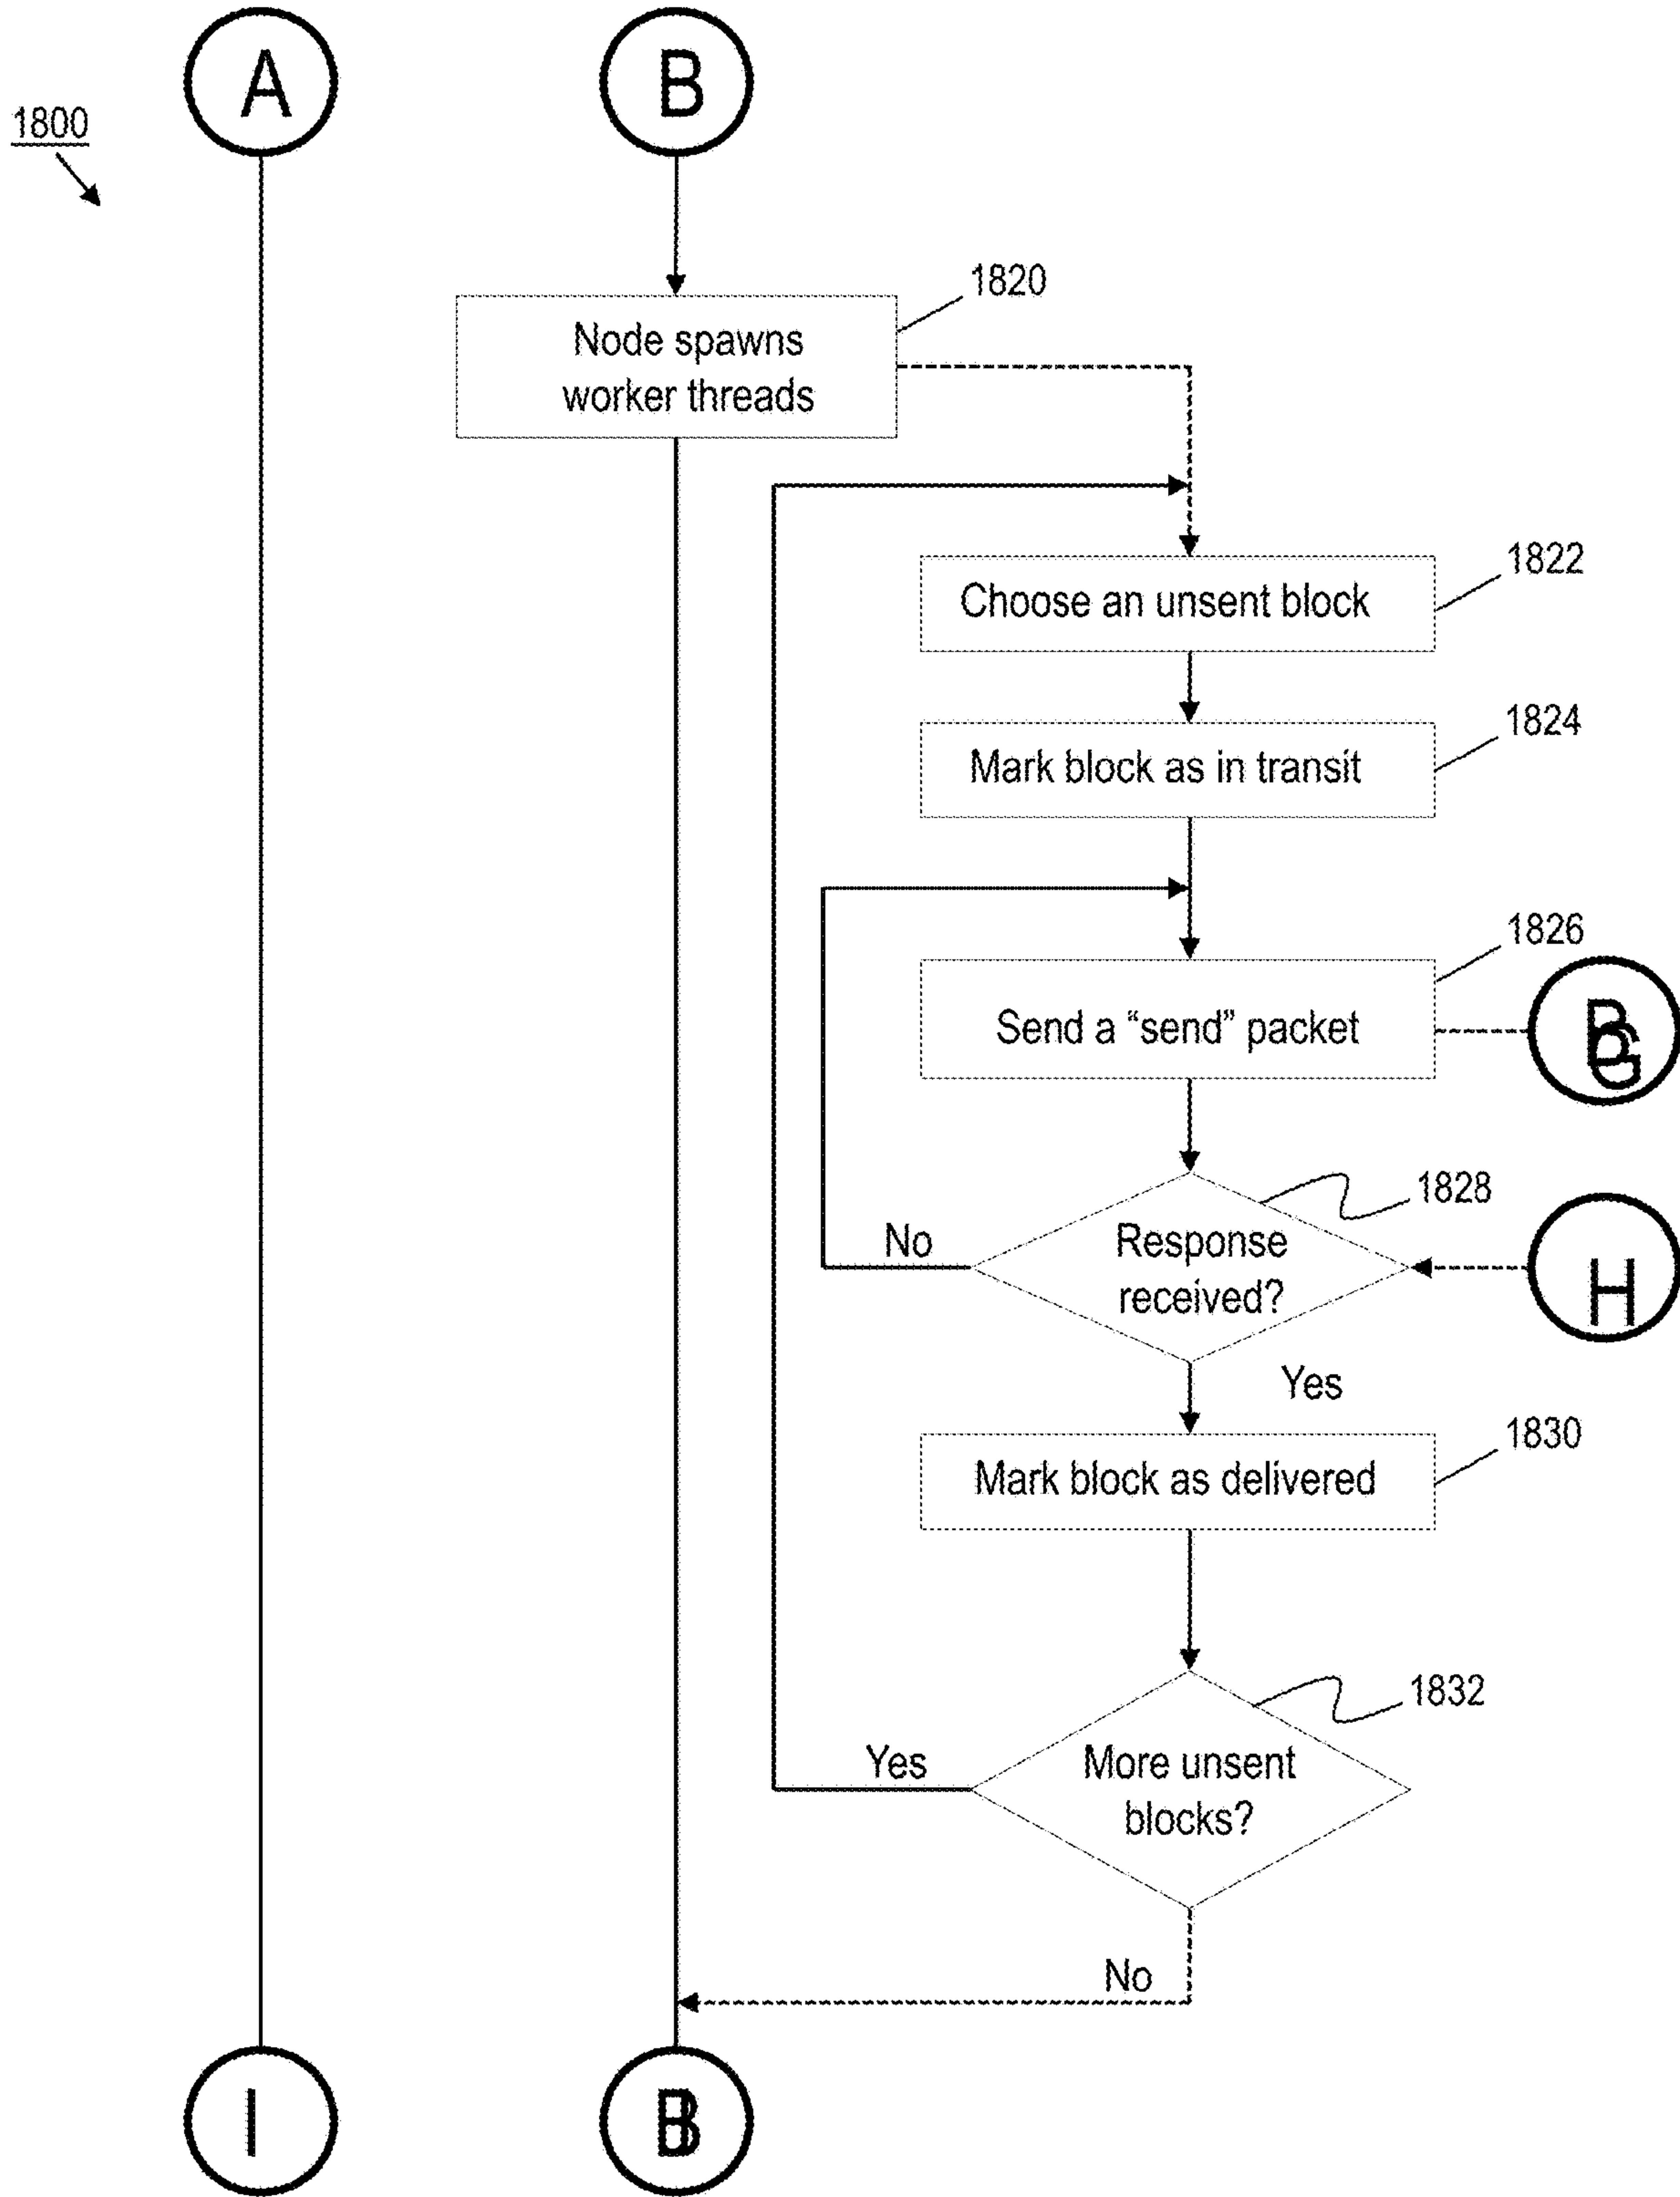 A
B
1800
1820
Node spawns
worker threads
1822
Choose an unsent block
1824
Mark block as in transit
1826
Send a “send” packet
G
1828
No
Response
received?
H
Yes
1830
Mark block as delivered
1832
Yes
More unsent
blocks?
No
I